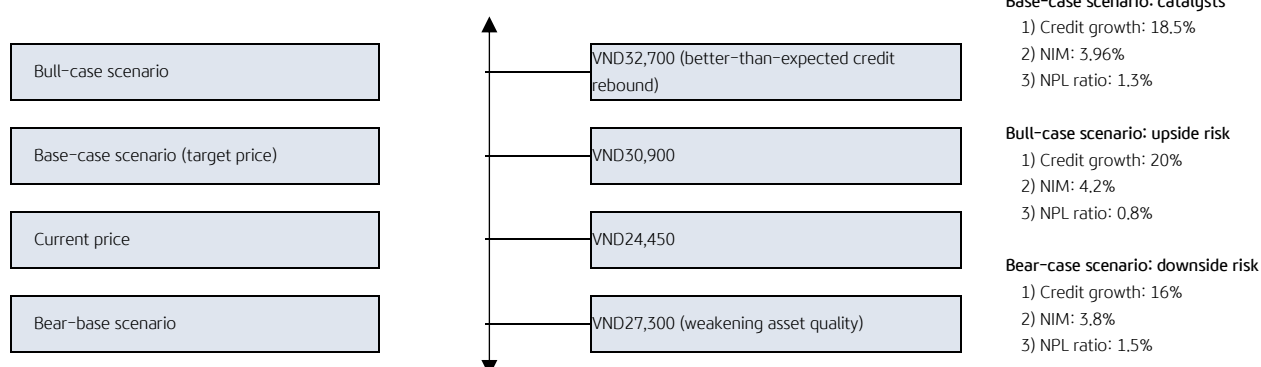 Bull-case scenario
VND32,700 (better-than-expected credit
rebound)
Base-case scenario (target price)
VND30,900
Current price
VND24,450
Bear-base scenario
VND27,300 (weakening asset quality)
Base-case scenario: catalysts
1) Credit growth: 18.5%
2) NIM: 3.96%
3) NPL ratio: 1.3%
Bull-case scenario: upside risk
1) Credit growth: 20%
2) NIM: 4.2%
3) NPL ratio: 0.8%
Bear-case scenario: downside risk
1) Credit growth: 16%
2) NIM: 3.8%
3) NPL ratio: 1.5%